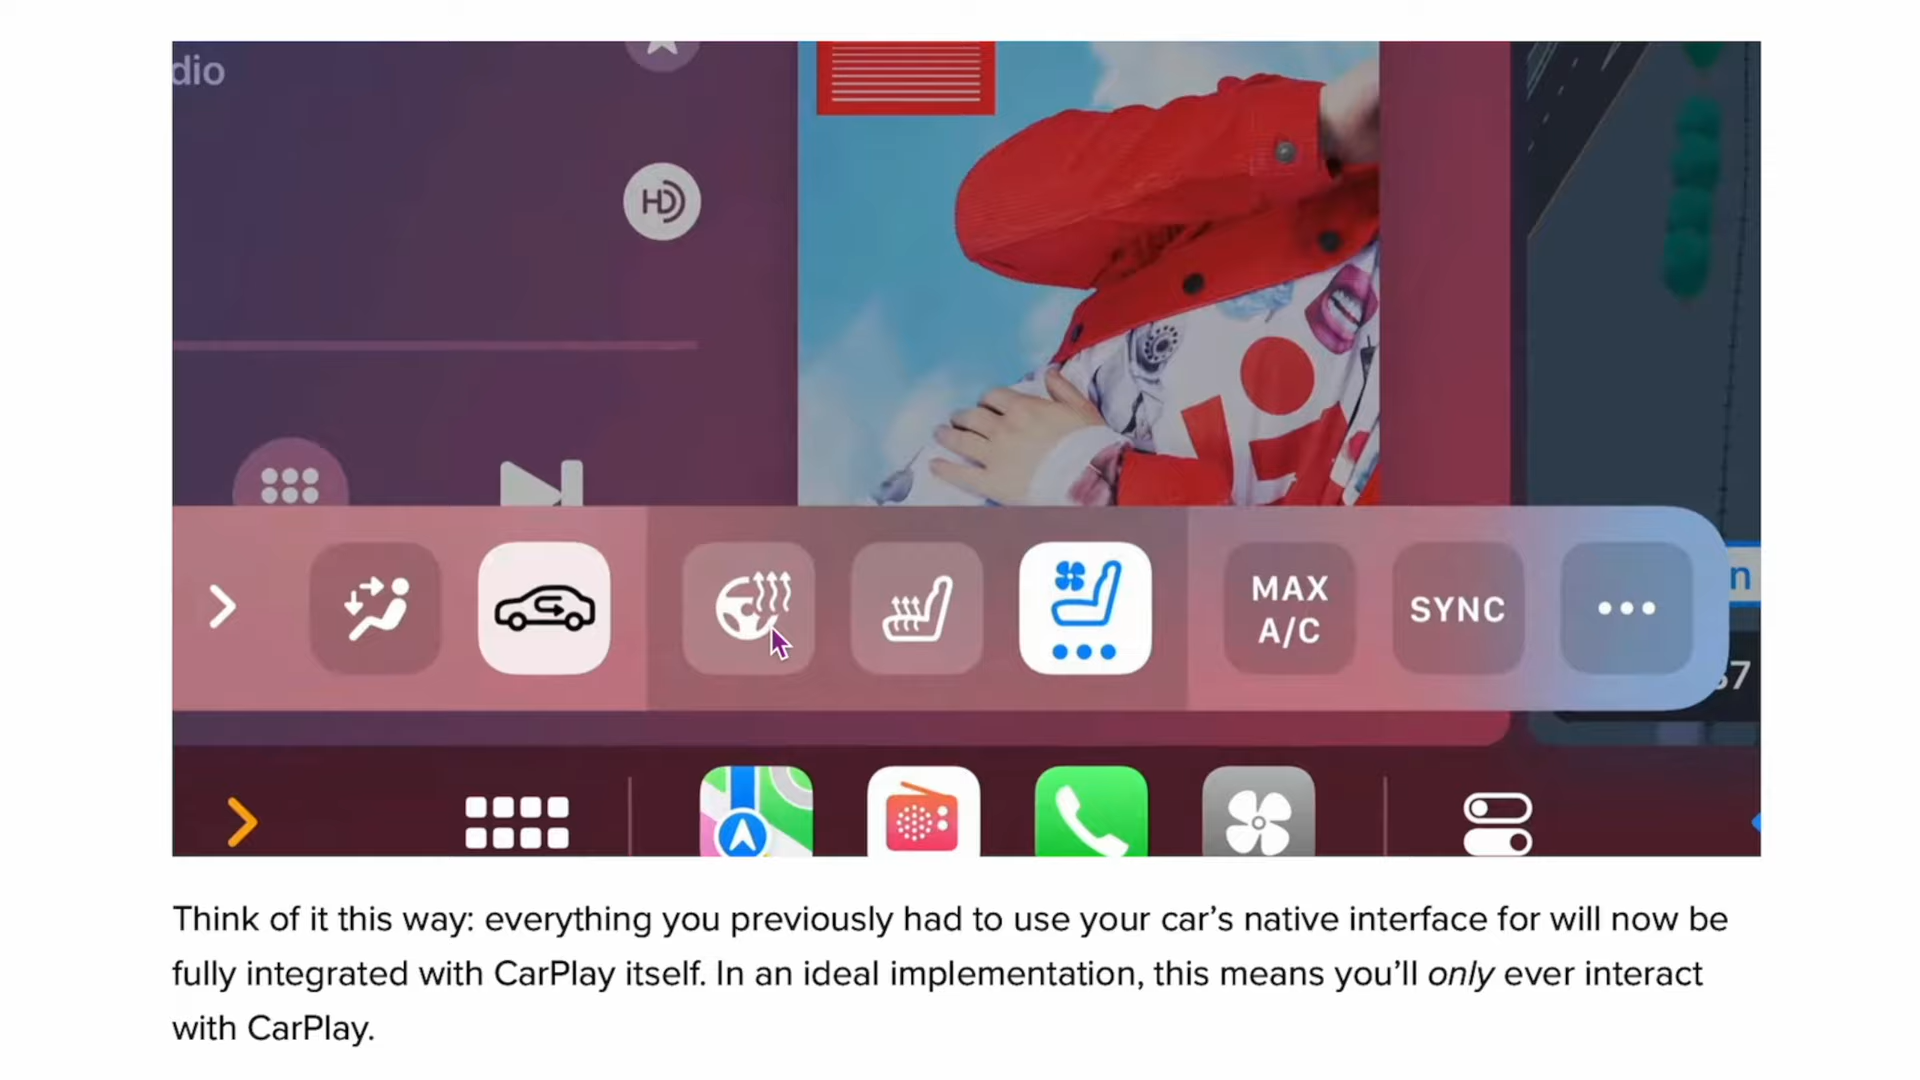 dio
HD
MAX
A/C
SYNC
n
57
Think of it this way: everything you previously had to use your car’s native interface for will now be
fully integrated with CarPlay itself. In an ideal implementation, this means you’ll only ever interact
with CarPlay.